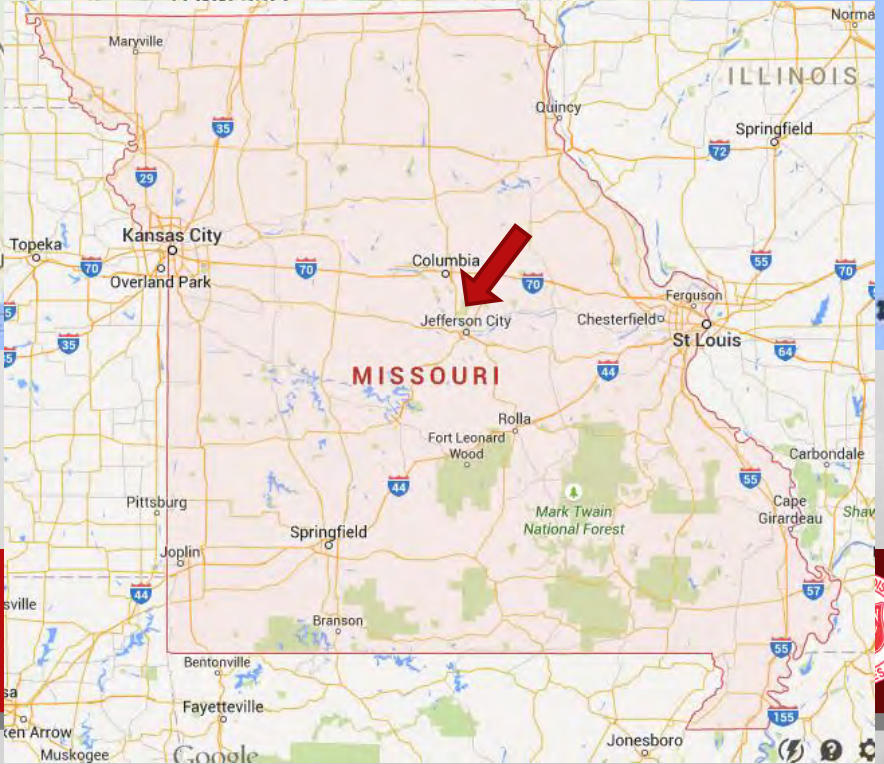 Norma
Maryville
ILLINOIS
Quincy
35
Springfield
72
29
Kansas City
Topeka
Columbia
55
70
70
70
70
Overland Park
Ferguson
Chesterfield
Jefferson City
35
St Louis
64
44
MISSOURI
Rolla
Fort Leonard
Wood
Carbondale
55
44
Cape
Girardeau
Shaw
Pittsburg
Mark Twain
National Forest
Springfield
Joplin
44
57
sville
Branson
55
Bentonville
sa
Fayetteville
155
ken Arrow
Jonesboro
Muskogee
Google